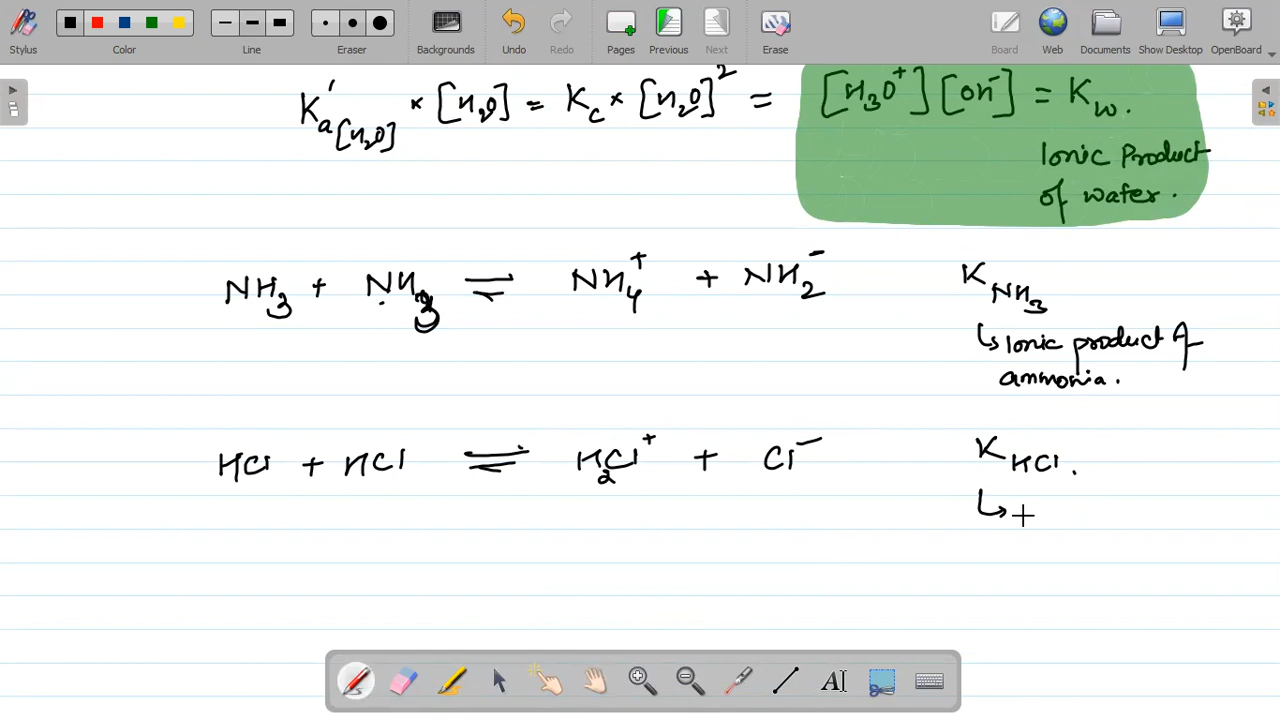 Stylus Color Line Eraser Backgrounds Undo Redo Pages Previous Next Erase Board Web Documents Show Desktop OpenBoard
K'a[H₂O] × [H₂O] = Kc × [H₂O]² = [H₃O⁺][OH⁻] = Kw.
Ionic Product
of water.
NH₃ + NH₃ ⇌ NH₄⁺ + NH₂⁻ K_NH₃
↳ Ionic product of
ammonia.
HCl + HCl ⇌ H₂Cl⁺ + Cl⁻ K_HCl.
↳